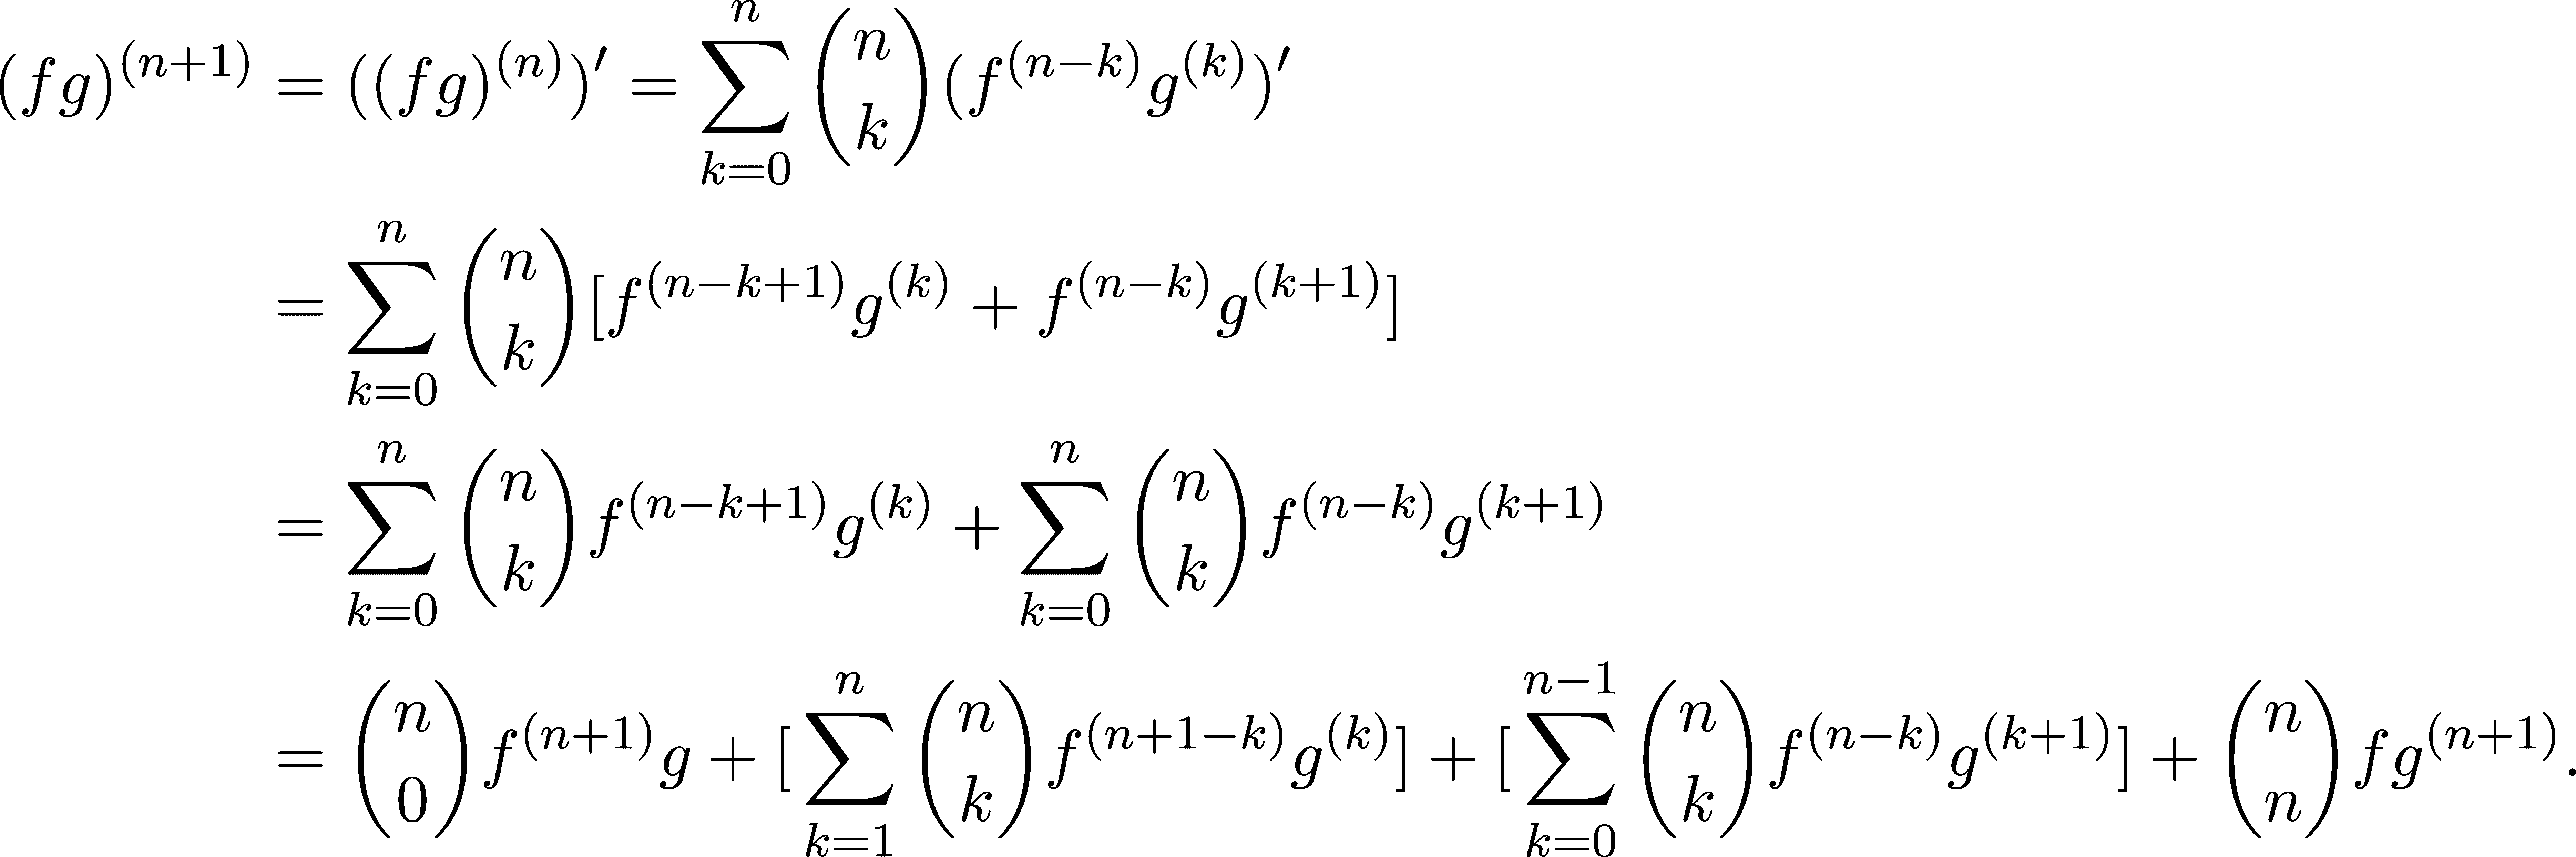 (fg)^{(n+1)} = ((fg)^{(n)})' = \sum_{k=0}^{n} \binom{n}{k} (f^{(n-k)} g^{(k)})'
= \sum_{k=0}^{n} \binom{n}{k} [f^{(n-k+1)} g^{(k)} + f^{(n-k)} g^{(k+1)}]
= \sum_{k=0}^{n} \binom{n}{k} f^{(n-k+1)} g^{(k)} + \sum_{k=0}^{n} \binom{n}{k} f^{(n-k)} g^{(k+1)}
= \binom{n}{0} f^{(n+1)} g + [\sum_{k=1}^{n} \binom{n}{k} f^{(n+1-k)} g^{(k)}] + [\sum_{k=0}^{n-1} \binom{n}{k} f^{(n-k)} g^{(k+1)}] + \binom{n}{n} f g^{(n+1)}.